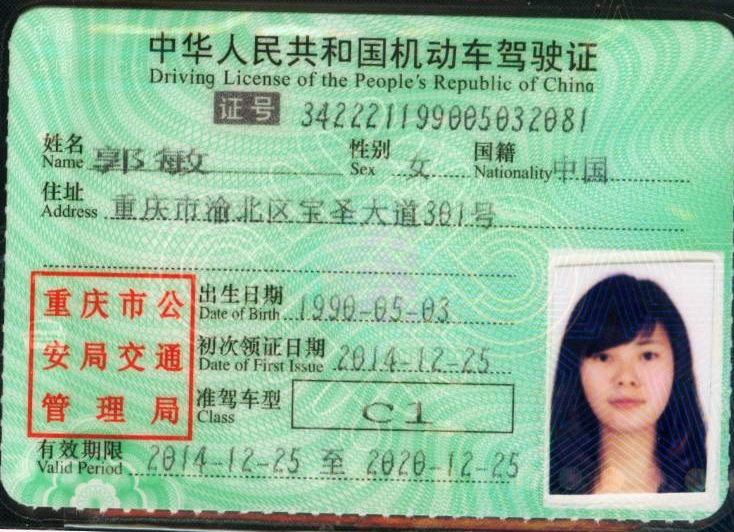 中华人民共和国机动车驾驶证
Driving License of the People's Republic of China
证号 342221199005032081
姓名 Name 郭敏 性别 Sex 女 国籍 Nationality 中国
住址 Address 重庆市渝北区宝圣大道301号
出生日期 Date of Birth 1990-05-03
初次领证日期 Date of First Issue 2014-12-25
准驾车型 Class C1
重庆市公
安局交通
管理局
有效期限 Valid Period 2014-12-25 至 2020-12-25